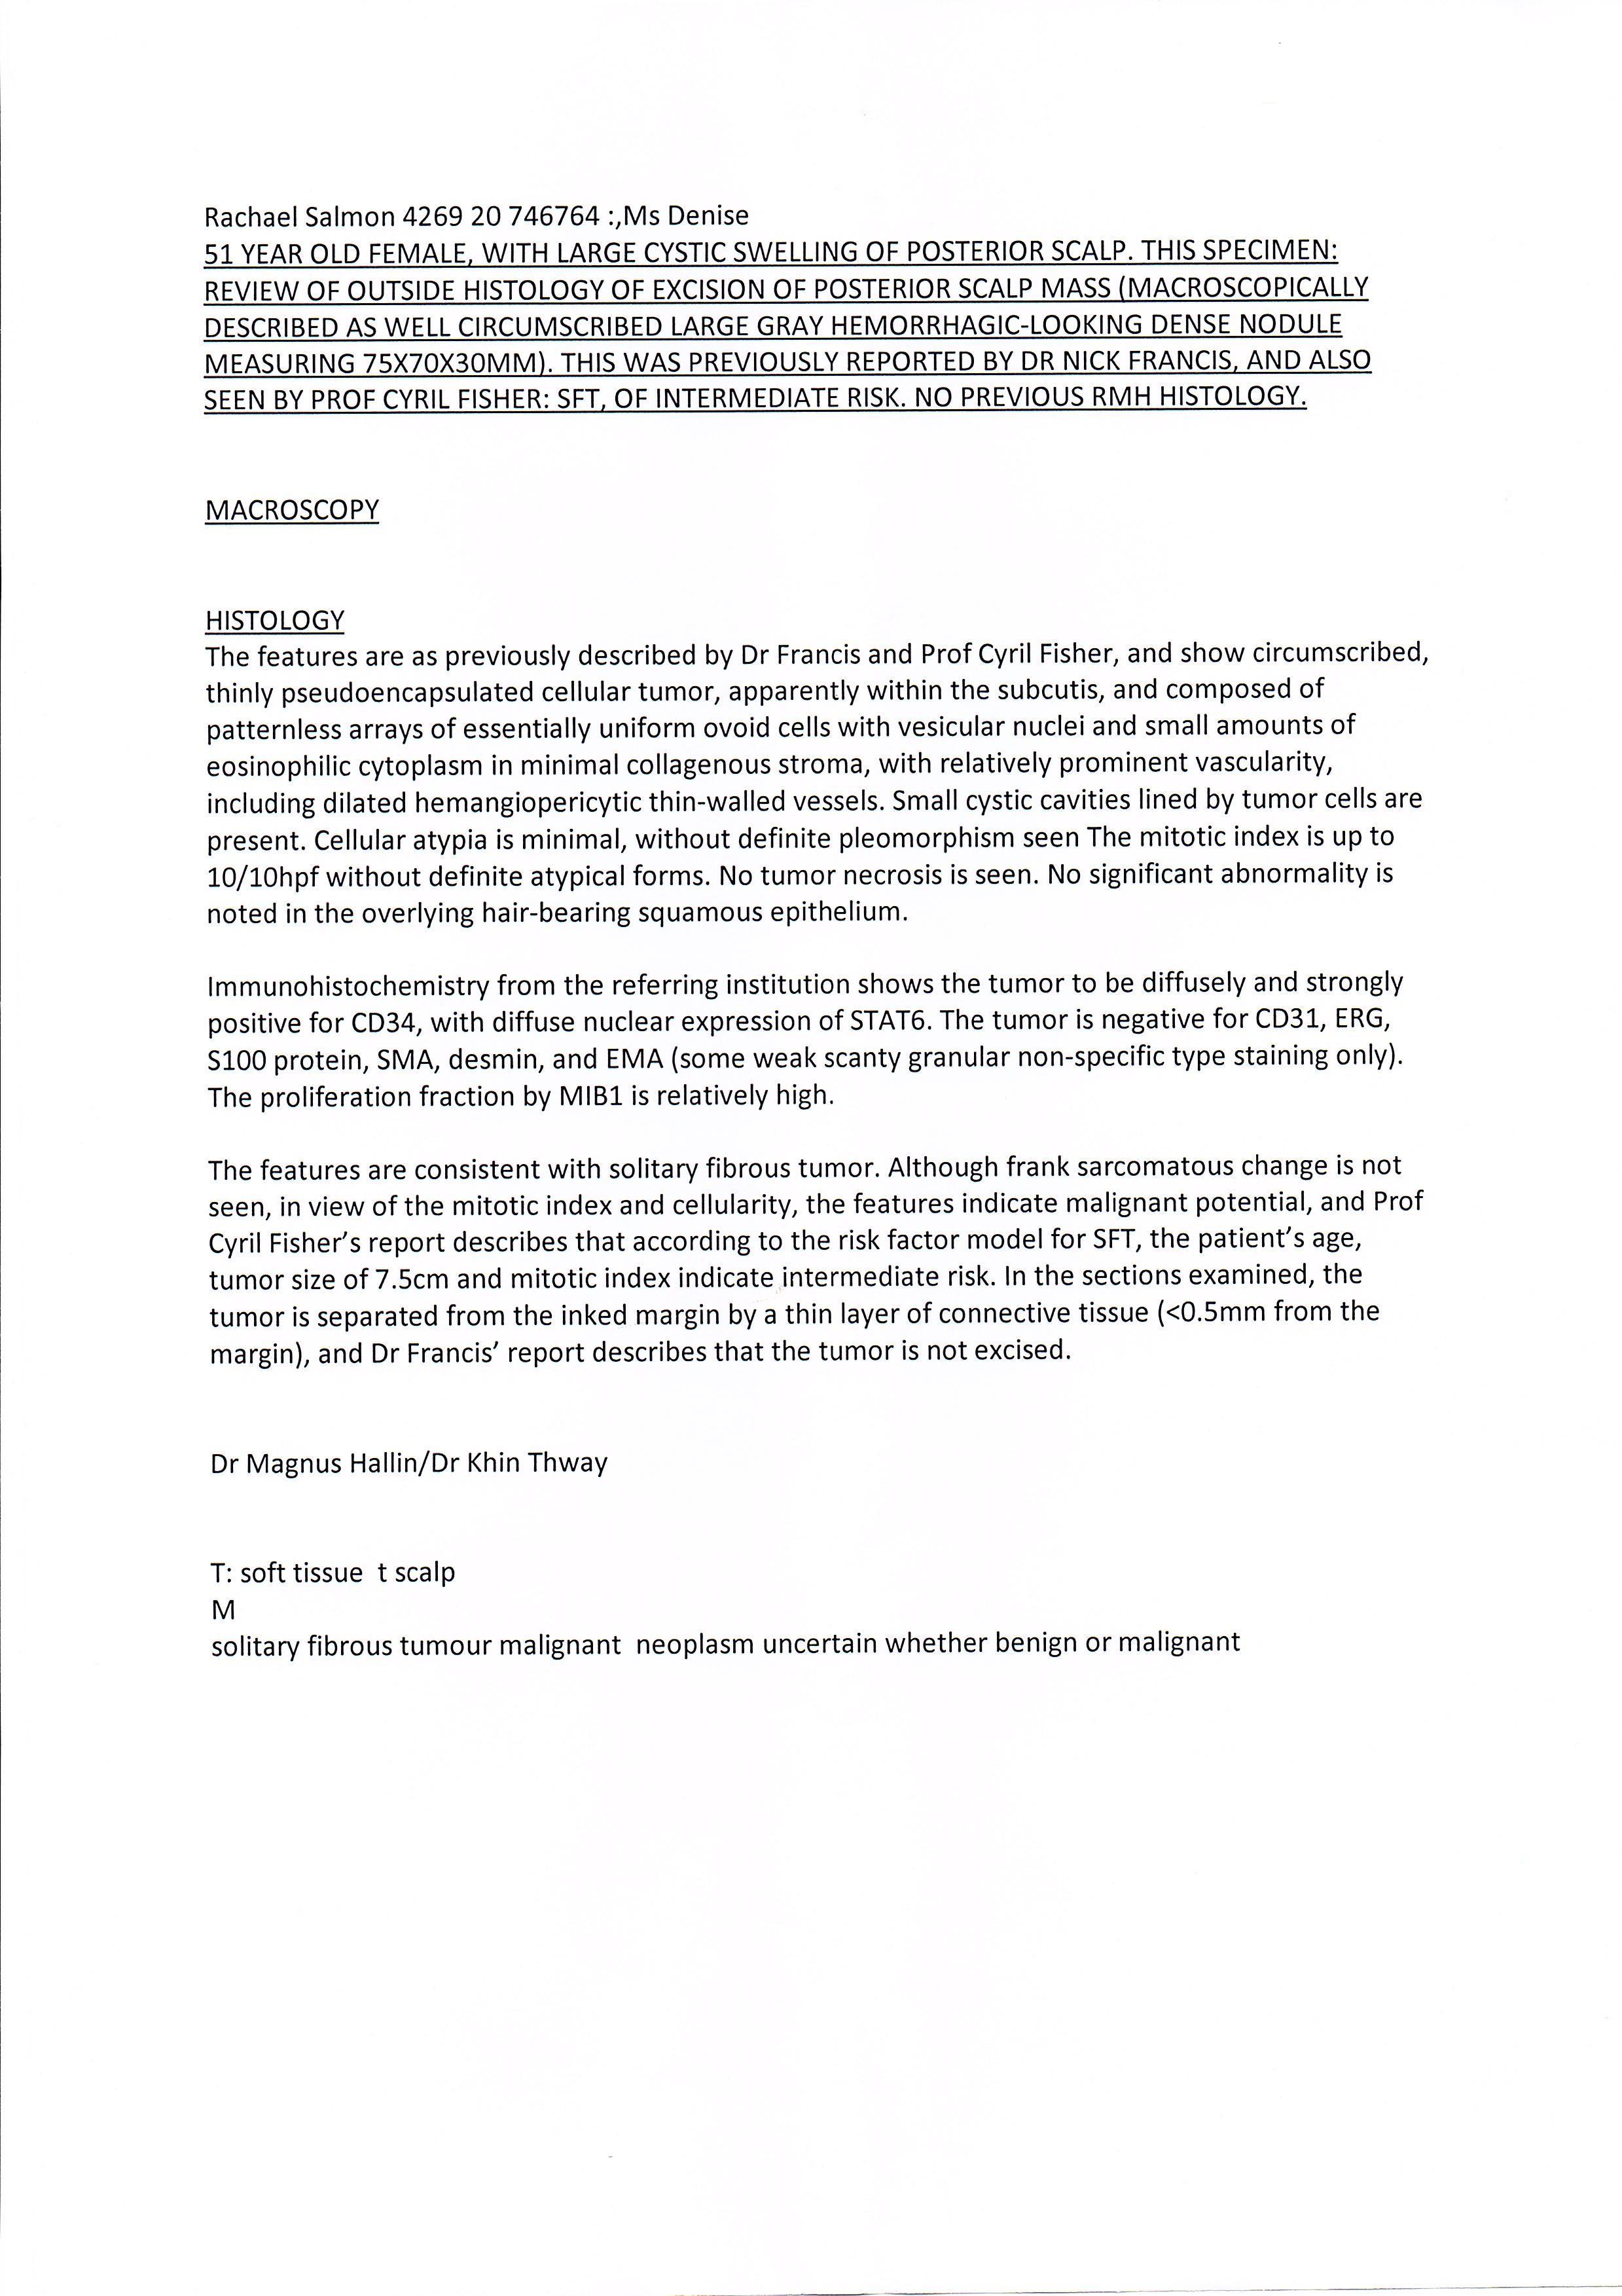 Rachael Salmon 4269 20 746764 :,Ms Denise
51 YEAR OLD FEMALE, WITH LARGE CYSTIC SWELLING OF POSTERIOR SCALP. THIS SPECIMEN:
REVIEW OF OUTSIDE HISTOLOGY OF EXCISION OF POSTERIOR SCALP MASS (MACROSCOPICALLY
DESCRIBED AS WELL CIRCUMSCRIBED LARGE GRAY HEMORRHAGIC-LOOKING DENSE NODULE
MEASURING 75X70X30MM). THIS WAS PREVIOUSLY REPORTED BY DR NICK FRANCIS, AND ALSO
SEEN BY PROF CYRIL FISHER: SFT, OF INTERMEDIATE RISK. NO PREVIOUS RMH HISTOLOGY.
MACROSCOPY
HISTOLOGY
The features are as previously described by Dr Francis and Prof Cyril Fisher, and show circumscribed,
thinly pseudoencapsulated cellular tumor, apparently within the subcutis, and composed of
patternless arrays of essentially uniform ovoid cells with vesicular nuclei and small amounts of
eosinophilic cytoplasm in minimal collagenous stroma, with relatively prominent vascularity,
including dilated hemangiopericytic thin-walled vessels. Small cystic cavities lined by tumor cells are
present. Cellular atypia is minimal, without definite pleomorphism seen The mitotic index is up to
10/10hpf without definite atypical forms. No tumor necrosis is seen. No significant abnormality is
noted in the overlying hair-bearing squamous epithelium.
Immunohistochemistry from the referring institution shows the tumor to be diffusely and strongly
positive for CD34, with diffuse nuclear expression of STAT6. The tumor is negative for CD31, ERG,
S100 protein, SMA, desmin, and EMA (some weak scanty granular non-specific type staining only).
The proliferation fraction by MIB1 is relatively high.
The features are consistent with solitary fibrous tumor. Although frank sarcomatous change is not
seen, in view of the mitotic index and cellularity, the features indicate malignant potential, and Prof
Cyril Fisher's report describes that according to the risk factor model for SFT, the patient's age,
tumor size of 7.5cm and mitotic index indicate intermediate risk. In the sections examined, the
tumor is separated from the inked margin by a thin layer of connective tissue (<0.5mm from the
margin), and Dr Francis' report describes that the tumor is not excised.
Dr Magnus Hallin/Dr Khin Thway
T: soft tissue  t scalp
M
solitary fibrous tumour malignant  neoplasm uncertain whether benign or malignant